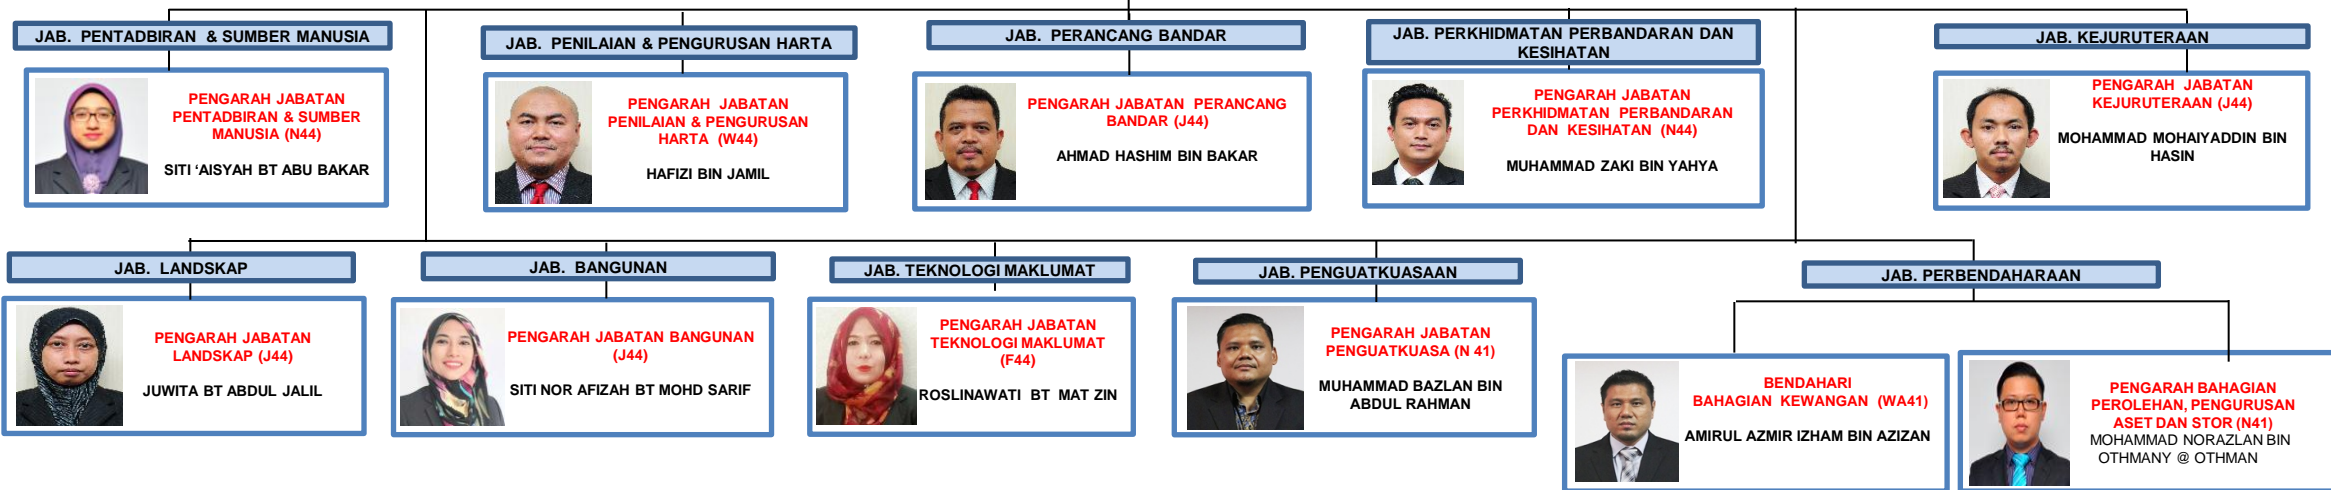 JAB. PENTADBIRAN & SUMBER MANUSIA
PENGARAH JABATAN
PENTADBIRAN & SUMBER
MANUSIA (N44)
SITI ‘AISYAH BT ABU BAKAR
JAB. PENILAIAN & PENGURUSAN HARTA
PENGARAH JABATAN
PENILAIAN & PENGURUSAN
HARTA (W44)
HAFIZI BIN JAMIL
JAB. PERANCANG BANDAR
PENGARAH JABATAN PERANCANG
BANDAR (J44)
AHMAD HASHIM BIN BAKAR
JAB. PERKHIDMATAN PERBANDARAN DAN
KESIHATAN
PENGARAH JABATAN
PERKHIDMATAN PERBANDARAN
DAN KESIHATAN (N44)
MUHAMMAD ZAKI BIN YAHYA
JAB. KEJURUTERAAN
PENGARAH JABATAN
KEJURUTERAAN (J44)
MOHAMMAD MOHAIYADDIN BIN
HASIN
JAB. LANDSKAP
PENGARAH JABATAN
LANDSKAP (J44)
JUWITA BT ABDUL JALIL
JAB. BANGUNAN
PENGARAH JABATAN BANGUNAN
(J44)
SITI NOR AFIZAH BT MOHD SARIF
JAB. TEKNOLOGI MAKLUMAT
PENGARAH JABATAN
TEKNOLOGI MAKLUMAT
(F44)
ROSLINAWATI BT MAT ZIN
JAB. PENGUATKUASAAN
PENGARAH JABATAN
PENGUATKUASA (N 41)
MUHAMMAD BAZLAN BIN
ABDUL RAHMAN
JAB. PERBENDAHARAAN
BENDAHARI
BAHAGIAN KEWANGAN (WA41)
AMIRUL AZMIR IZHAM BIN AZIZAN
PENGARAH BAHAGIAN
PEROLEHAN, PENGURUSAN
ASET DAN STOR (N41)
MOHAMMAD NORAZLAN BIN
OTHMANY @ OTHMAN